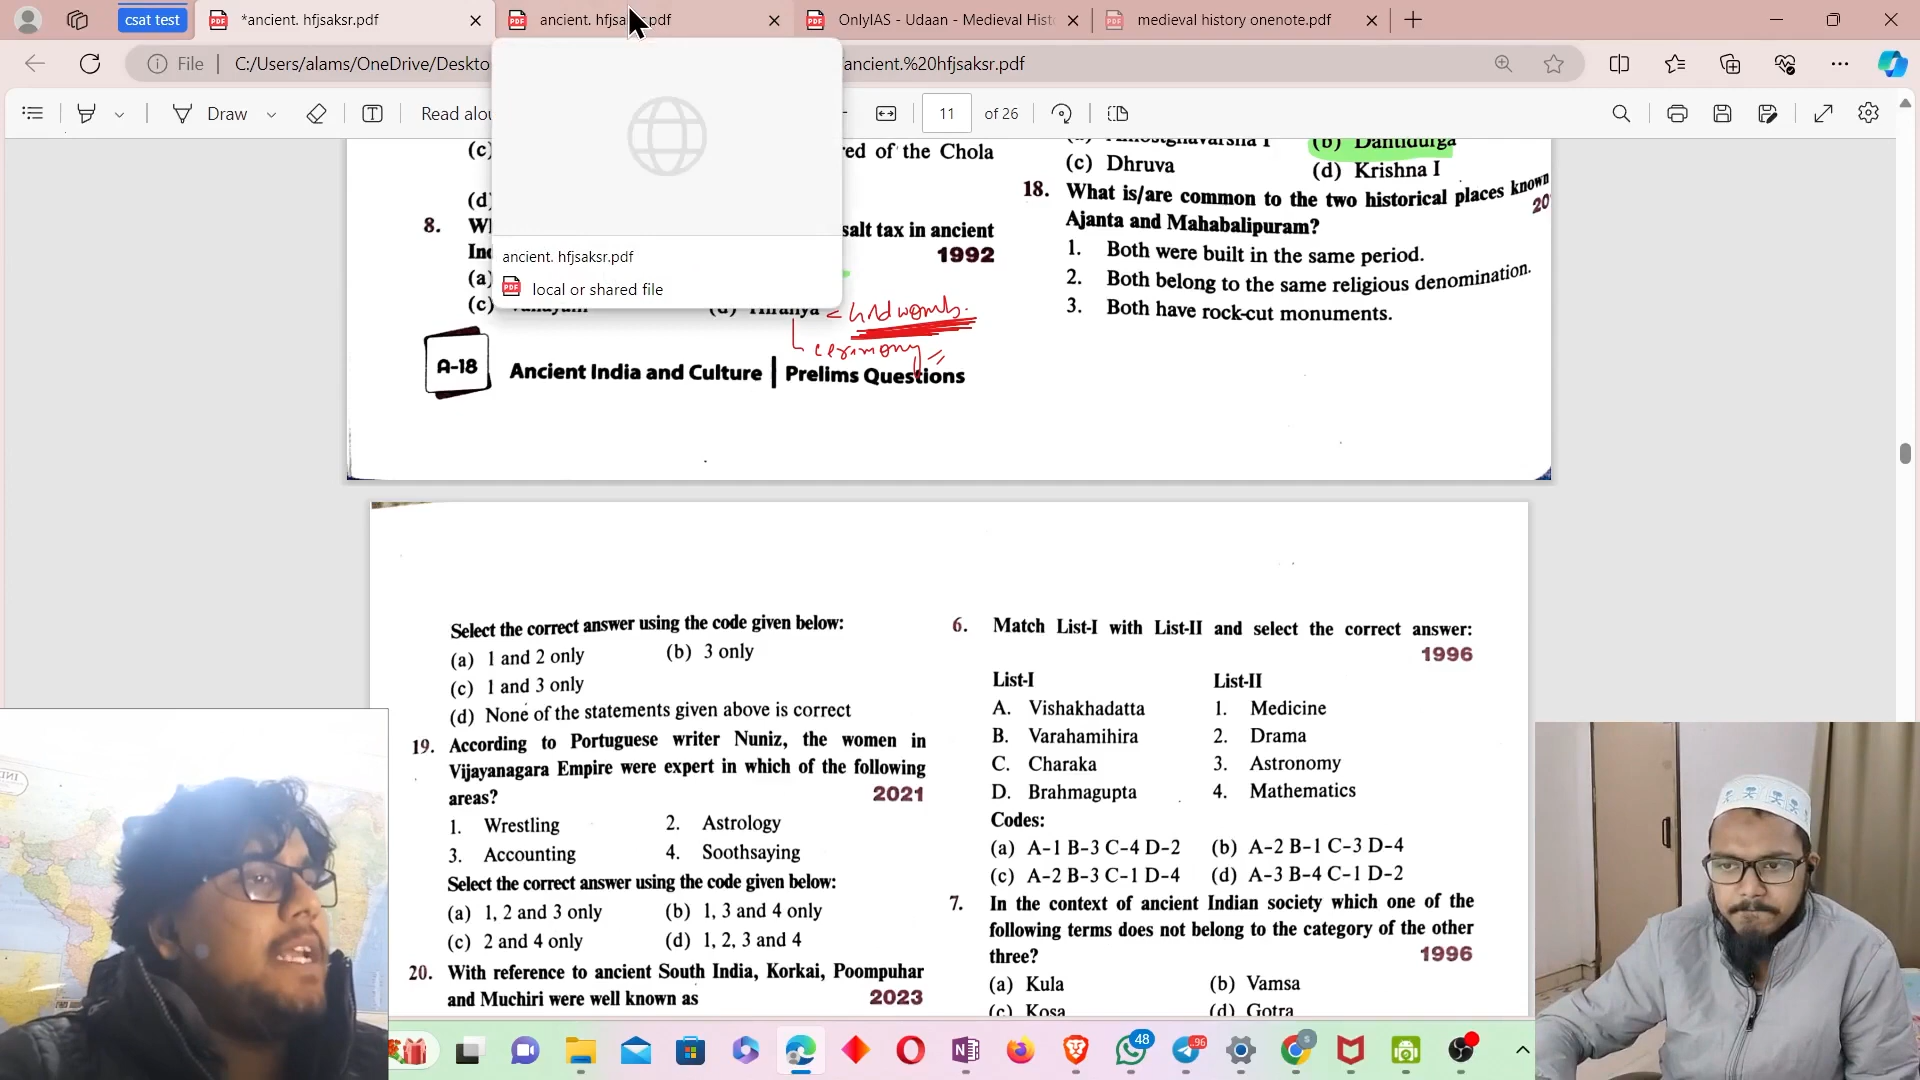 csat test
*ancient. hfjsaksr.pdf
ancient. hfjsa
.pdf
OnlyIAS - Udaan - Medieval Hist
medieval history onenote.pdf
File
C:/Users/alams/OneDrive/Deskto
ancient.%20hfjsaksr.pdf
Draw
Read alou
11
of 26
ancient. hfjsaksr.pdf
local or shared file
(c)
red of the Chola
(d)
8.
salt tax in ancient
1992
(a)
(c)
Hiranya
ceremony
A-18
Ancient India and Culture
Prelims Questions
(b) Dantidurga
(c) Dhruva
(d) Krishna I
18. What is/are common to the two historical places known
Ajanta and Mahabalipuram?
20
1. Both were built in the same period.
2. Both belong to the same religious denomination.
3. Both have rock-cut monuments.
Select the correct answer using the code given below:
(a) 1 and 2 only
(b) 3 only
(c) 1 and 3 only
(d) None of the statements given above is correct
19. According to Portuguese writer Nuniz, the women in
Vijayanagara Empire were expert in which of the following
areas?
2021
1. Wrestling
2. Astrology
3. Accounting
4. Soothsaying
Select the correct answer using the code given below:
(a) 1, 2 and 3 only
(b) 1, 3 and 4 only
(c) 2 and 4 only
(d) 1, 2, 3 and 4
20. With reference to ancient South India, Korkai, Poompuhar
and Muchiri were well known as
2023
6. Match List-I with List-II and select the correct answer:
1996
List-I
List-II
A. Vishakhadatta
1. Medicine
B. Varahamihira
2. Drama
C. Charaka
3. Astronomy
D. Brahmagupta
4. Mathematics
Codes:
(a) A-1 B-3 C-4 D-2
(b) A-2 B-1 C-3 D-4
(c) A-2 B-3 C-1 D-4
(d) A-3 B-4 C-1 D-2
7. In the context of ancient Indian society which one of the
following terms does not belong to the category of the other
three?
1996
(a) Kula
(b) Vamsa
(c) Kosa
(d) Gotra
48
96